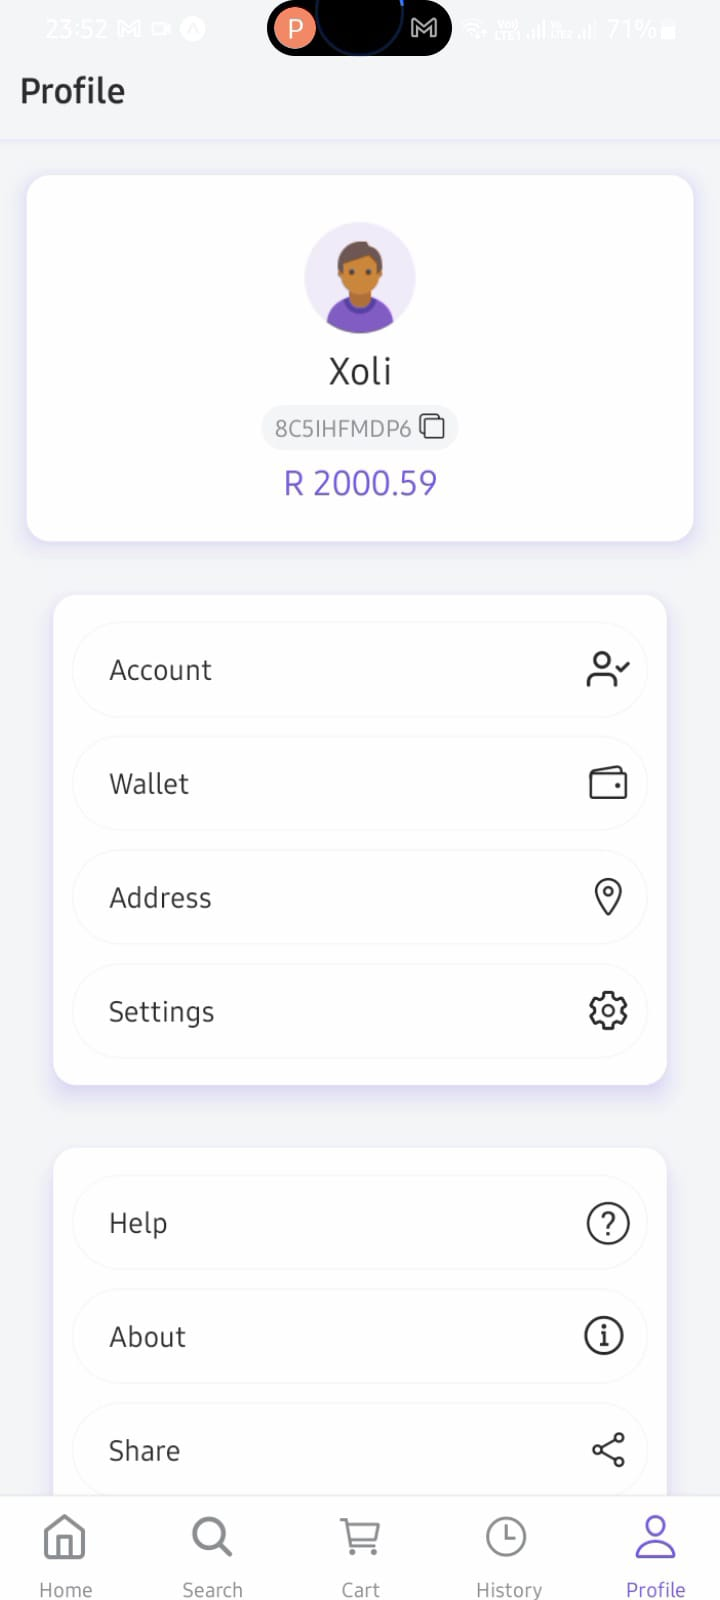 23:52
P
71%
Profile
Xoli
8C5IHFMDP6
R 2000.59
Account
Wallet
Address
Settings
Help
About
Share
Home Search Cart History Profile